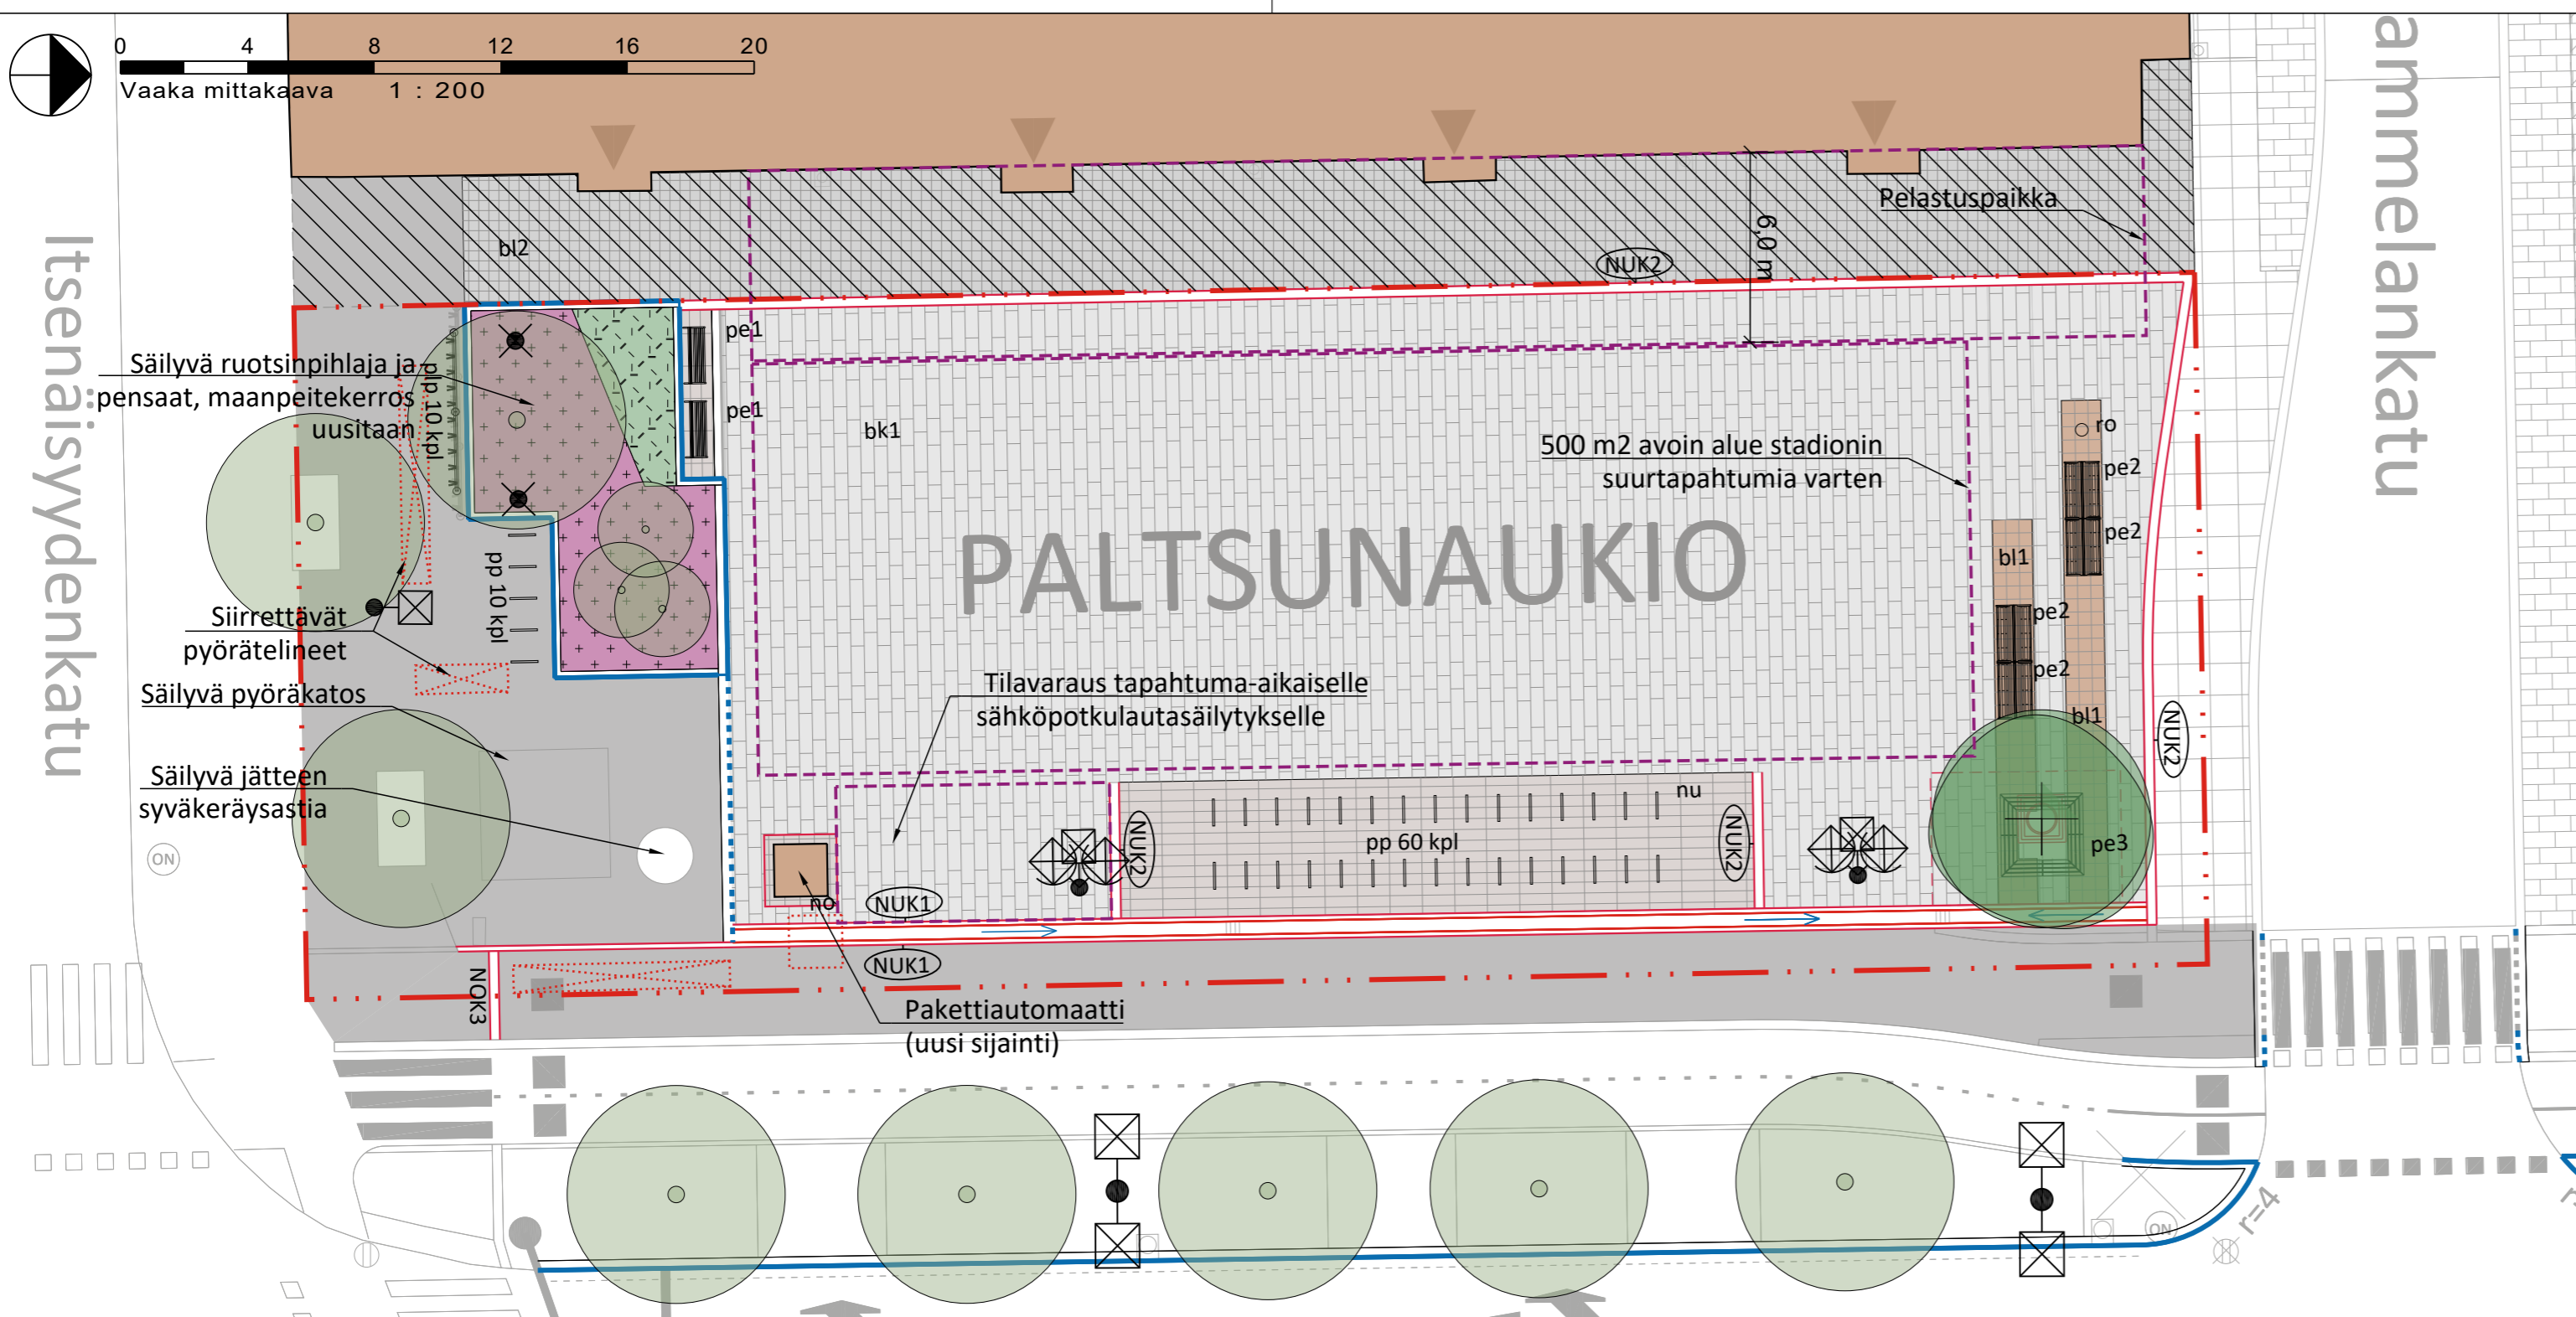 0 4 8 12 16 20
Vaaka mittakaava 1 : 200
Itsenäisyydenkatu
ammelankatu
bl2
NUK2
6,0 m
Pelastuspaikka
Säilyvä ruotsinpihlaja ja
pensaat, maanpeitekerros
uusitaan
plp 10 kpl
pe1
pe1
bk1
500 m2 avoin alue stadionin
suurtapahtumia varten
ro
pe2
pe2
PALTSUNAUKIO
bl1
pe2
pe2
bl1
NUK2
pp 10 kpl
Siirrettävät
pyörätelineet
Säilyvä pyöräkatos
Säilyvä jätteen
syväkeräysastia
Tilavaraus tapahtuma-aikaiselle
sähköpotkulautasäilytykselle
NUK2
nu
pp 60 kpl
NUK2
pe3
ON
no
NUK1
NUK1
NOK3
Pakettiautomaatti
(uusi sijainti)
r=4
ON